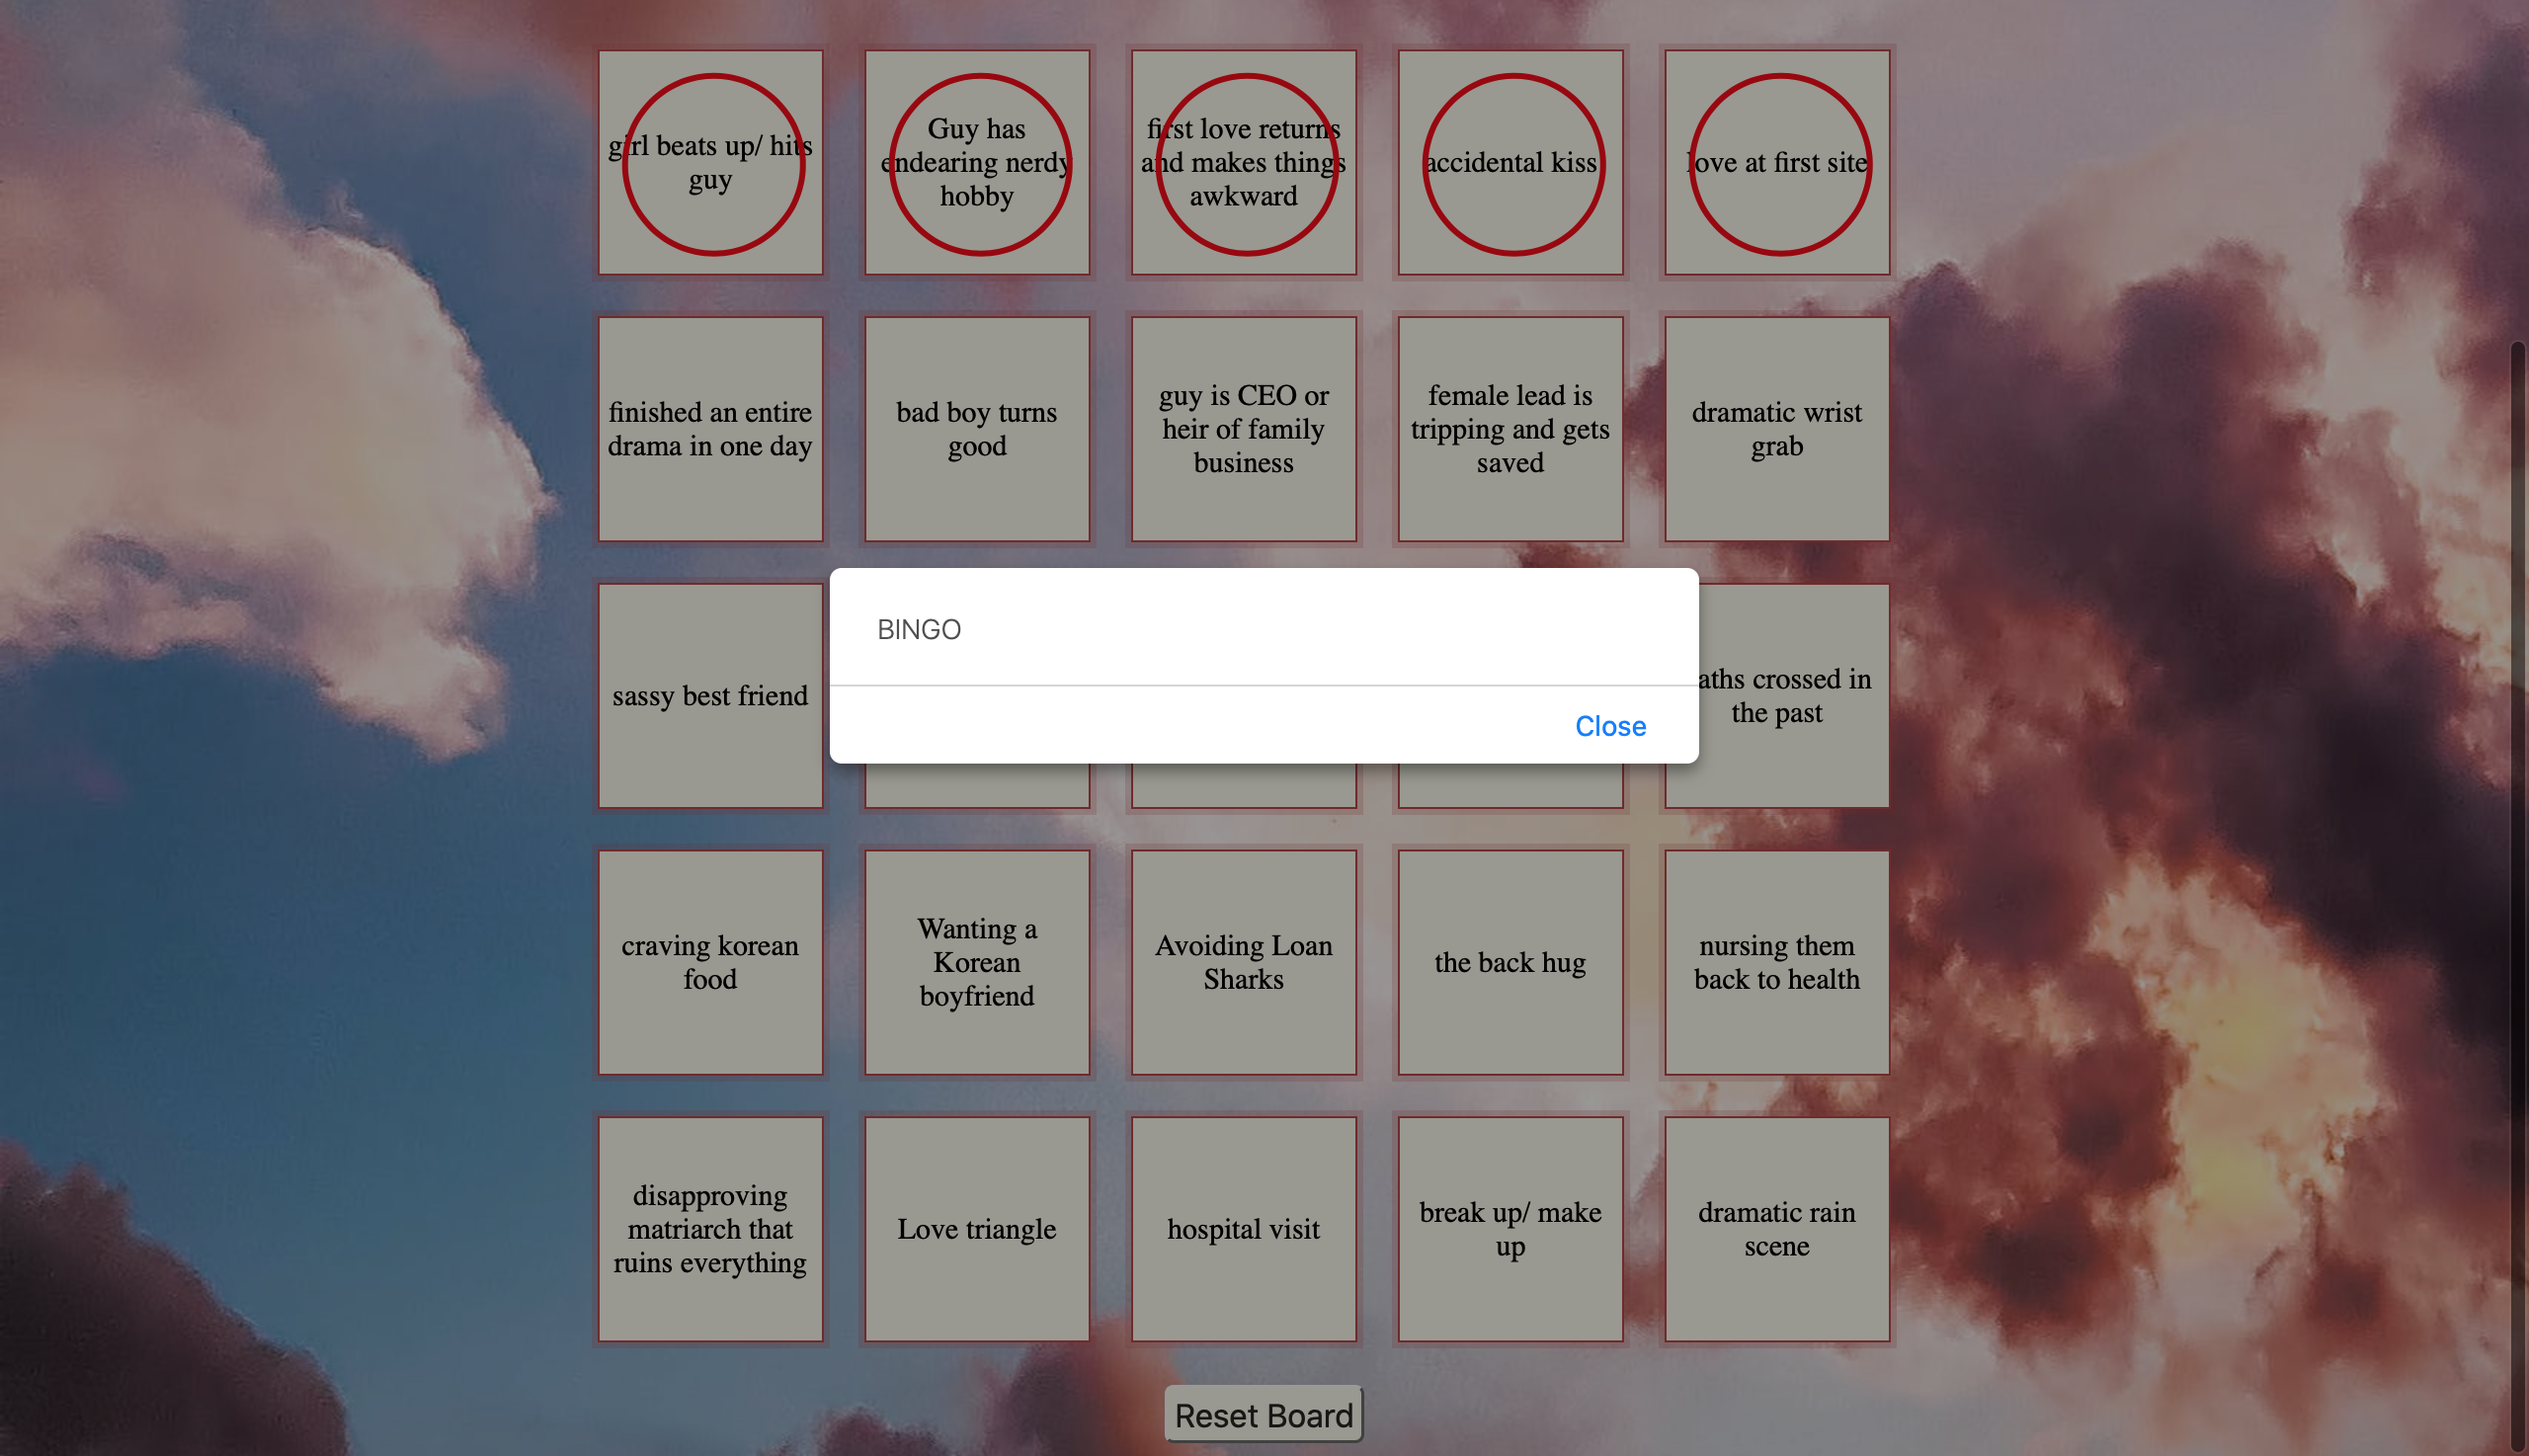 girl beats up/ hits
guy
Guy has
endearing nerdy
hobby
first love returns
and makes things
awkward
accidental kiss
love at first site
finished an entire
drama in one day
bad boy turns
good
guy is CEO or
heir of family
business
female lead is
tripping and gets
saved
dramatic wrist
grab
sassy best friend
BINGO
Close
crossed in
the past
craving korean
food
Wanting a
Korean
boyfriend
Avoiding Loan
Sharks
the back hug
nursing them
back to health
disapproving
matriarch that
ruins everything
Love triangle
hospital visit
break up/ make
up
dramatic rain
scene
Reset Board